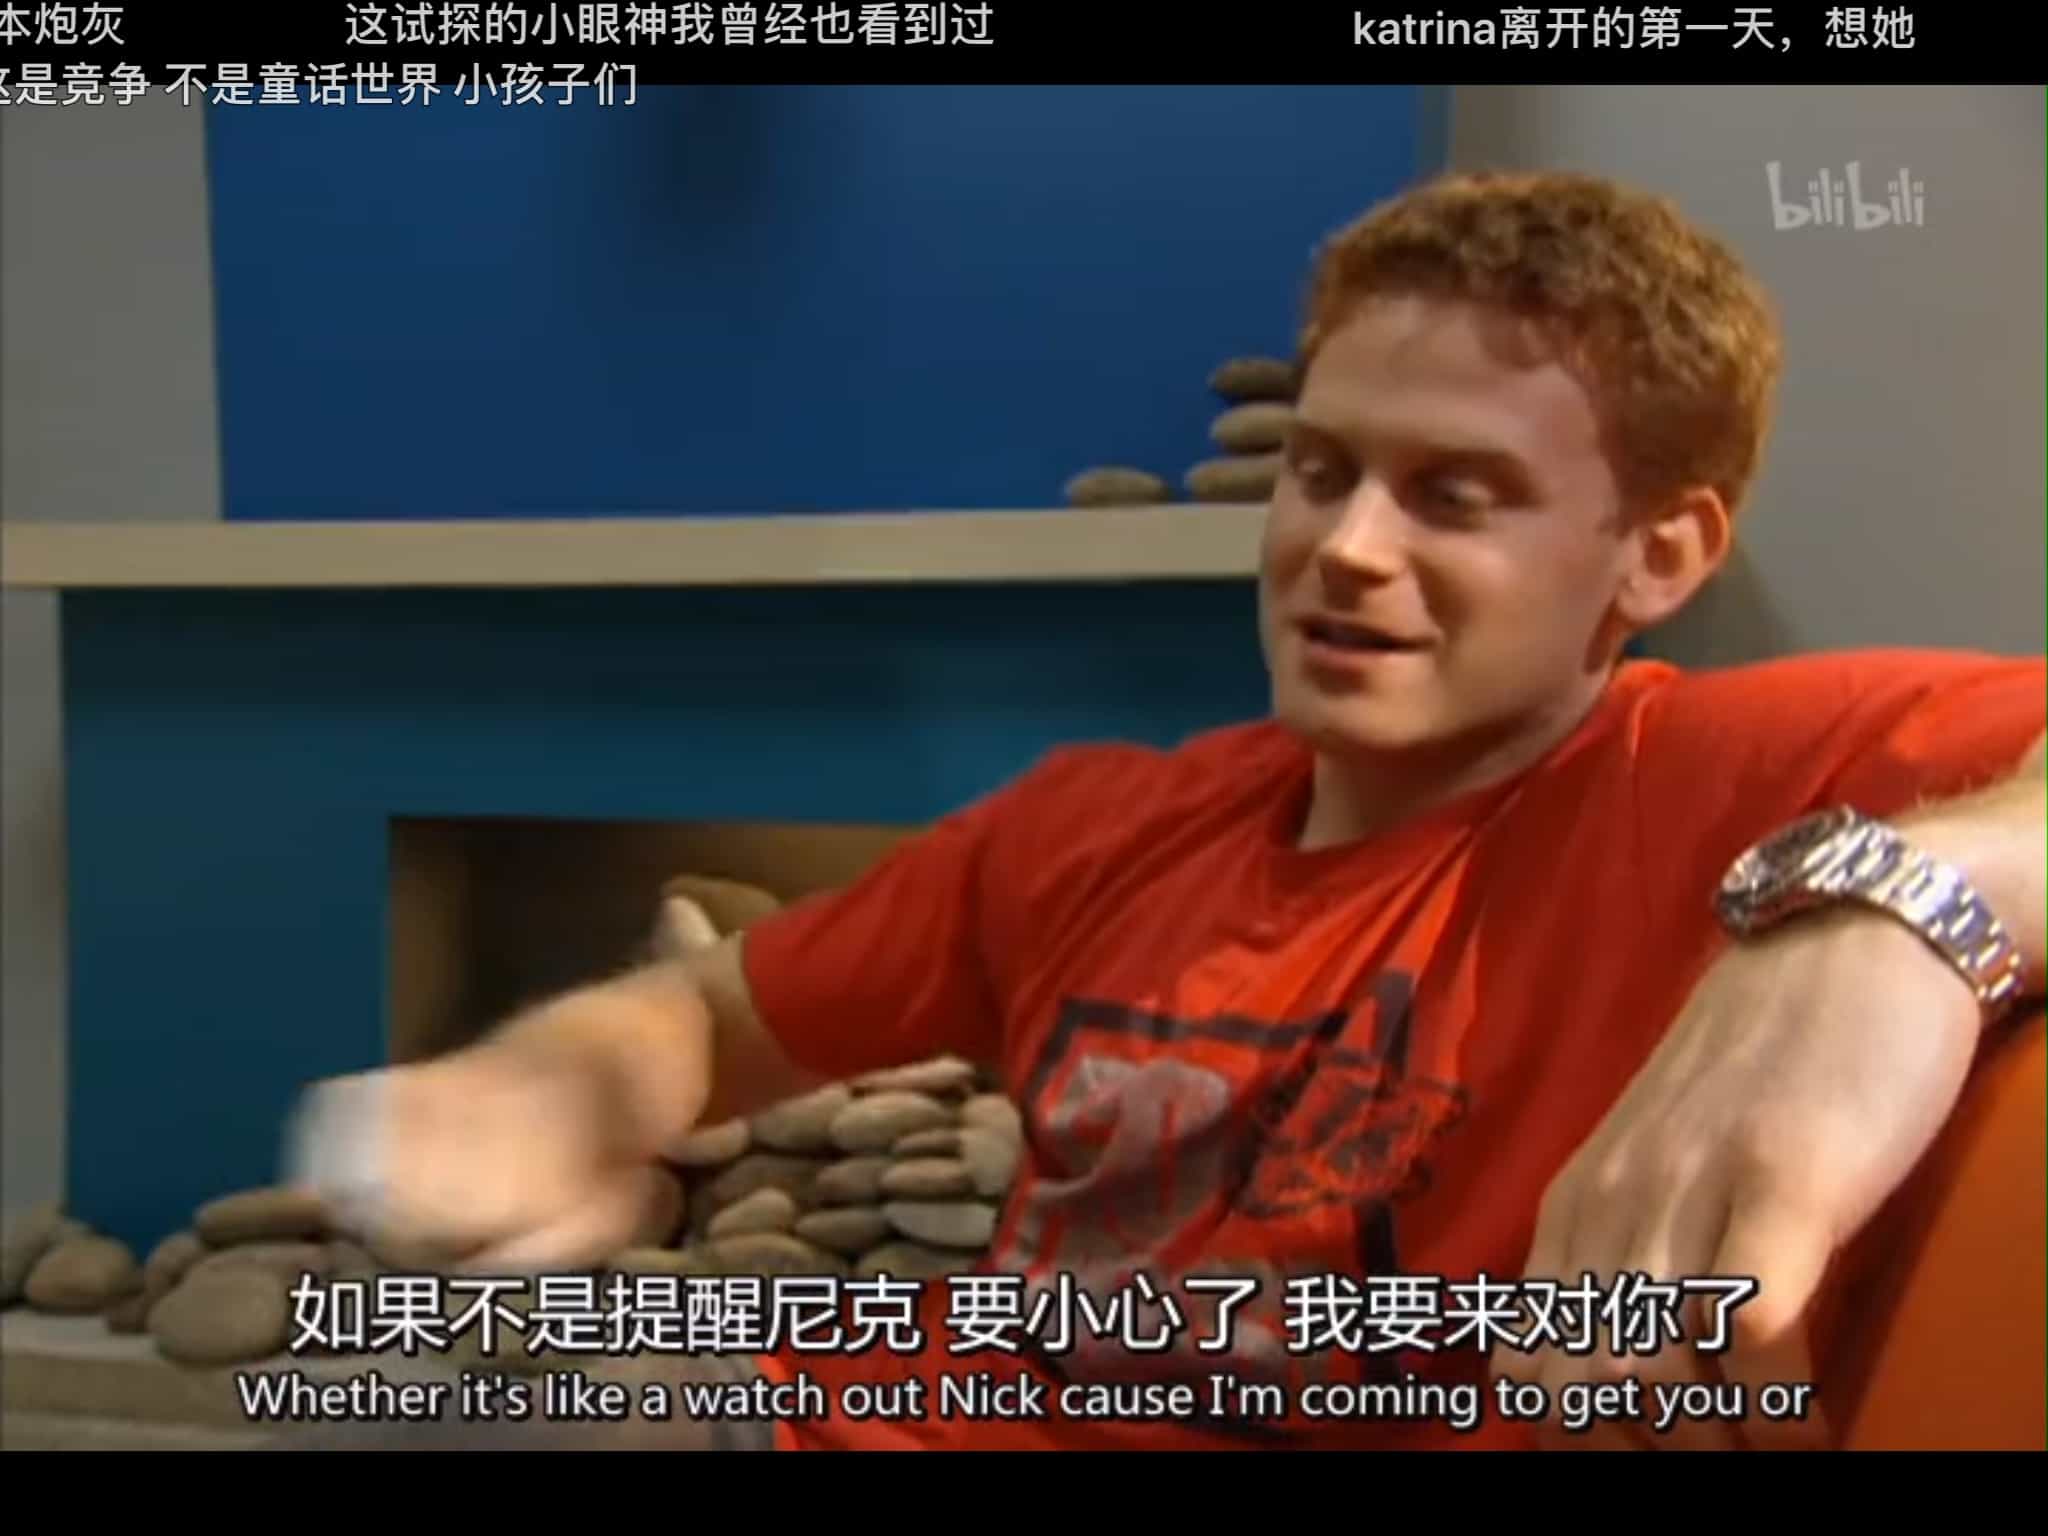 本炮灰 这试探的小眼神我曾经也看到过 katrina离开的第一天，想她
这是竞争 不是童话世界 小孩子们
bilibili
如果不是提醒尼克 要小心了 我要来对你了
Whether it's like a watch out Nick cause I'm coming to get you or